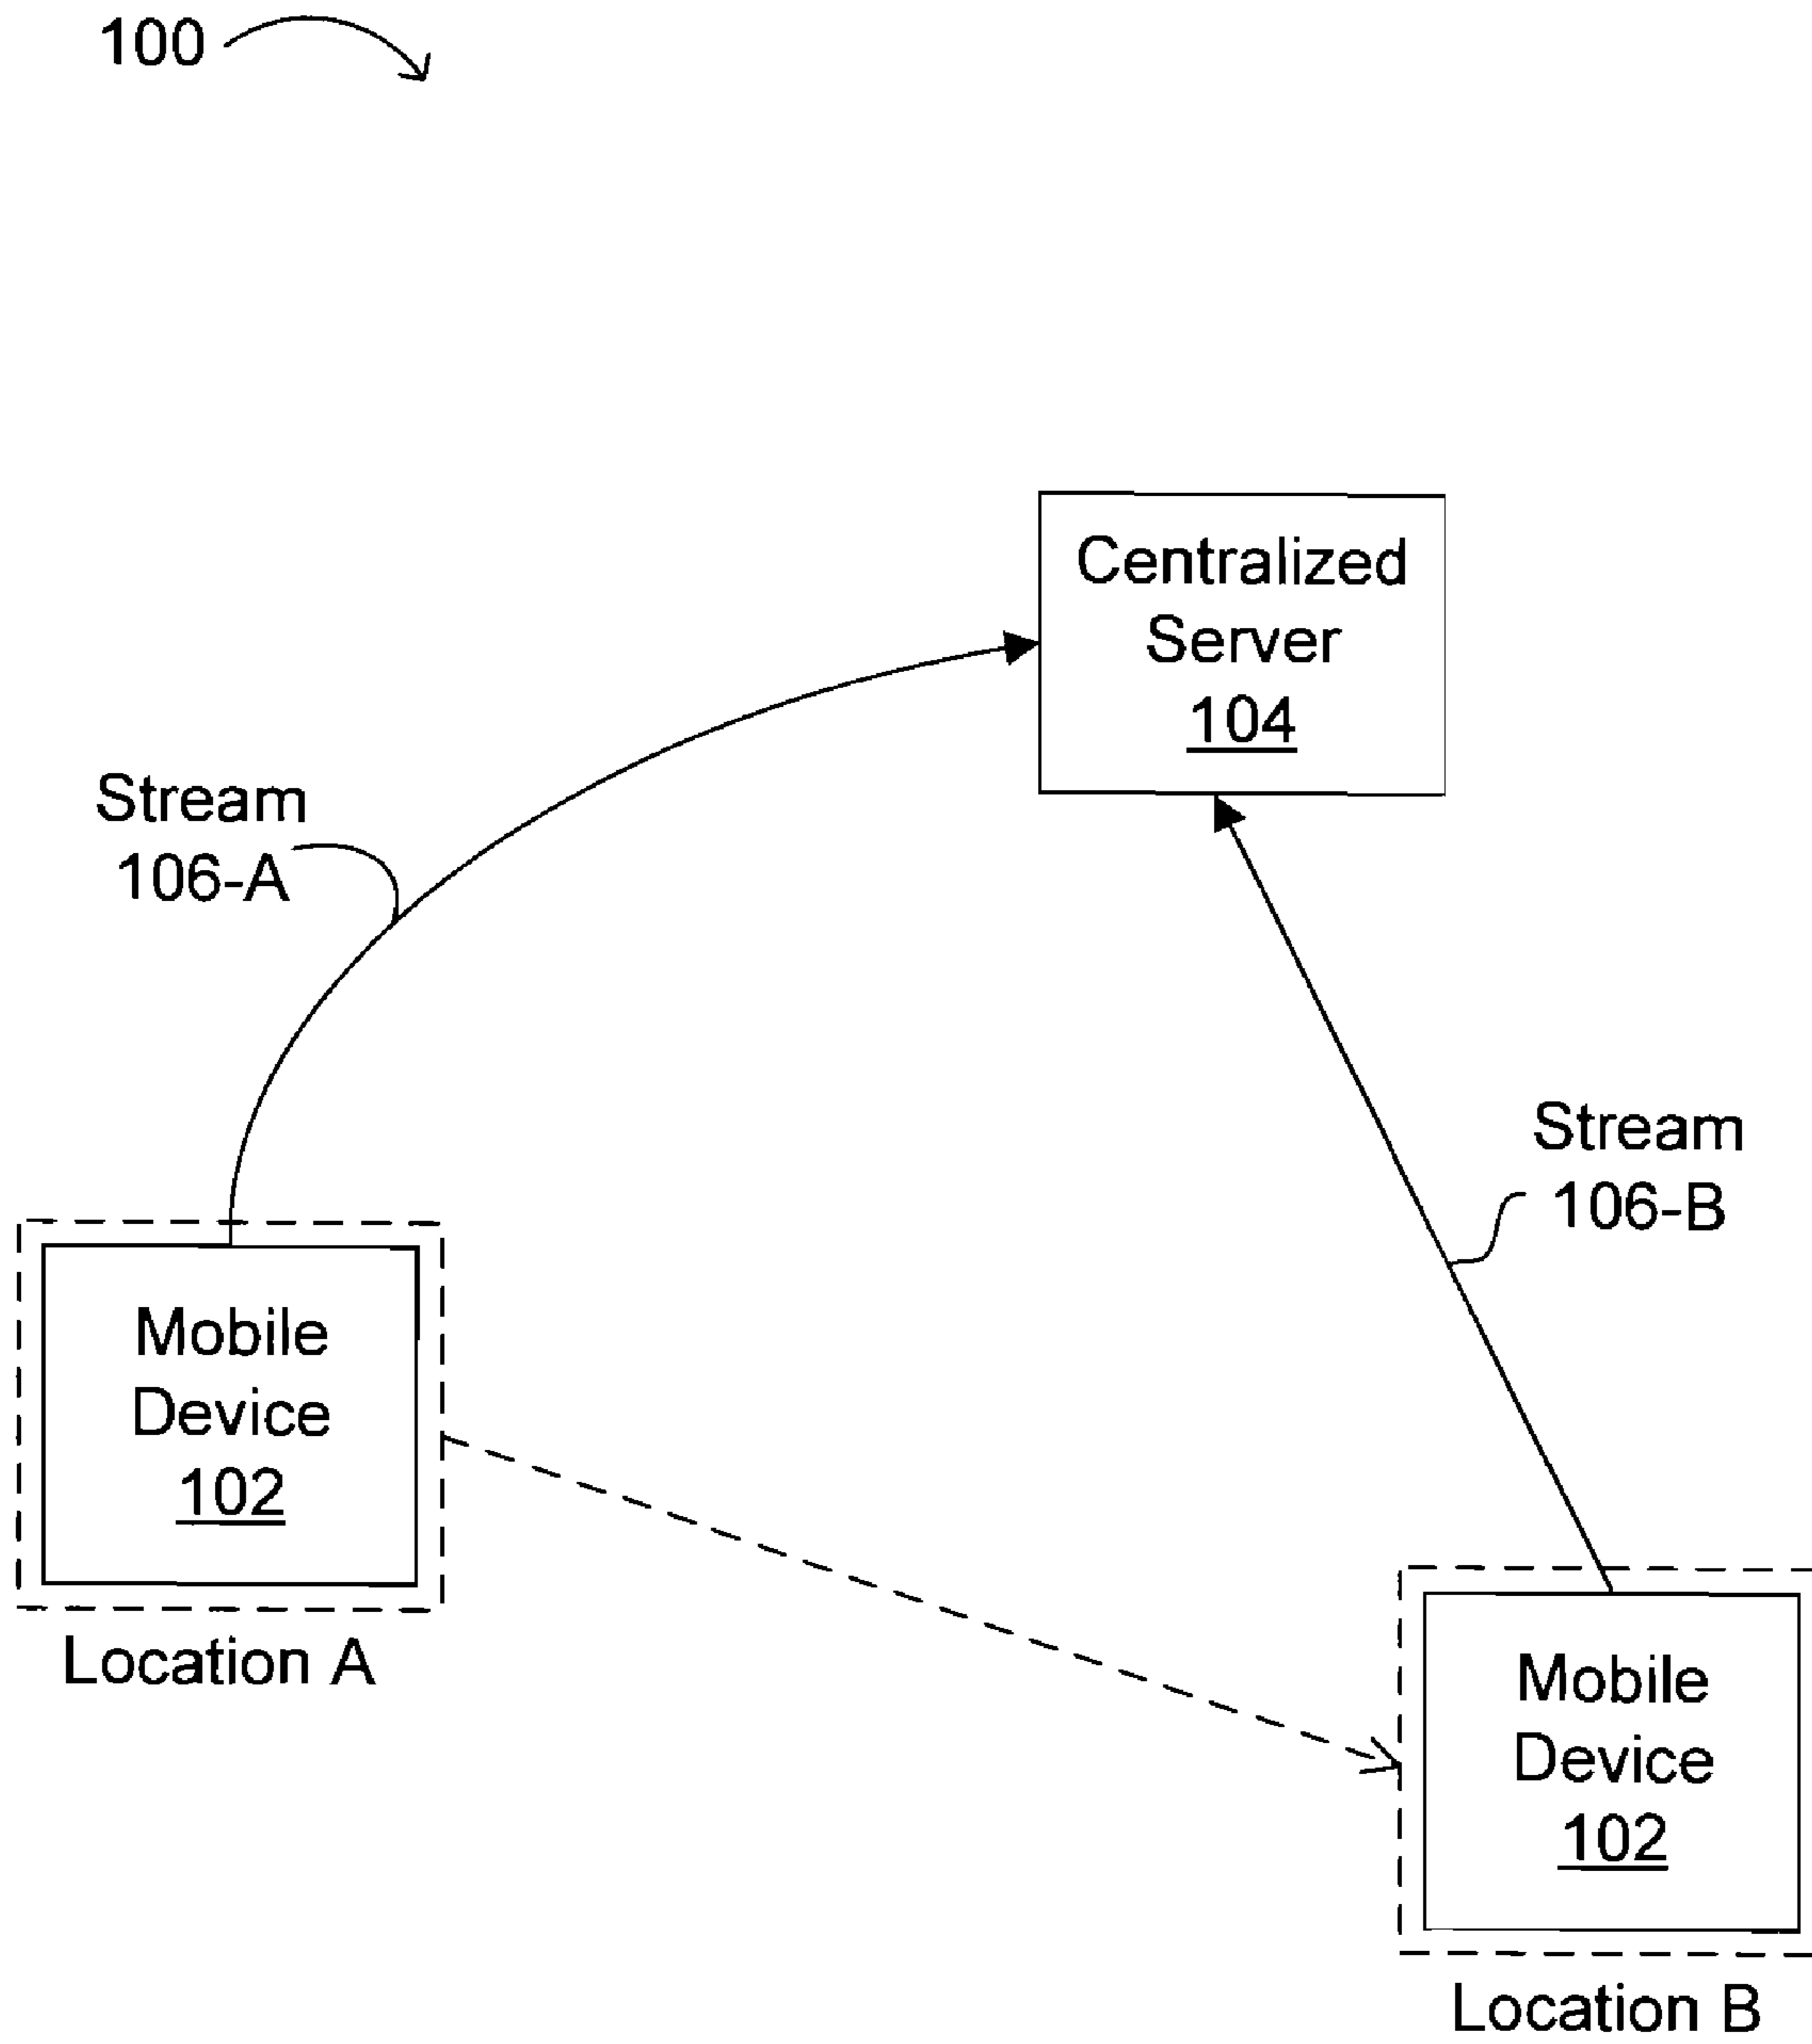 100
Centralized
Server
104
Stream
106-A
Stream
106-B
Mobile
Device
102
Location A
Mobile
Device
102
Location B